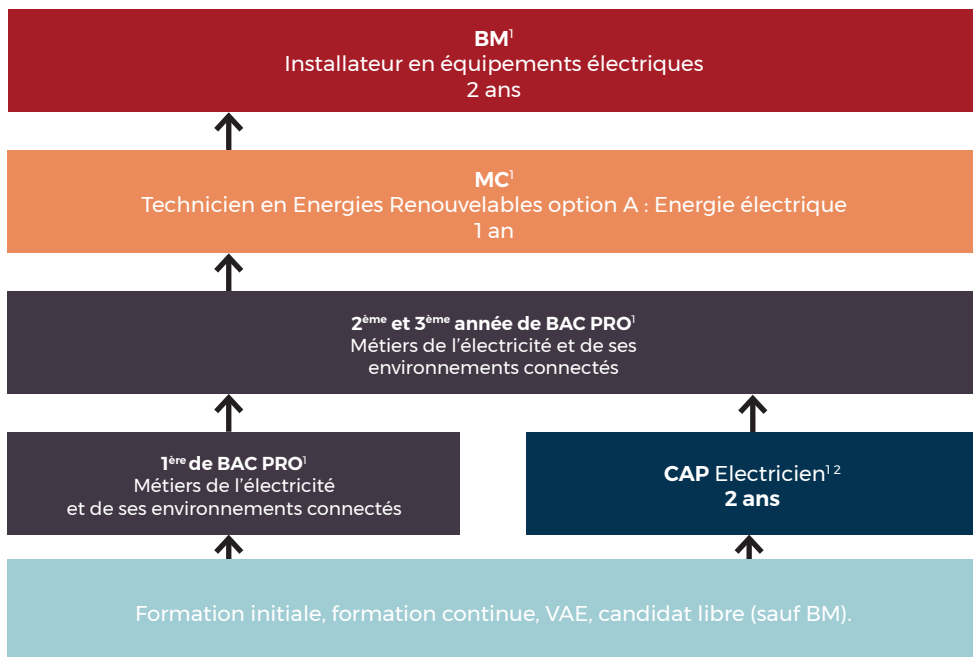 BM¹
Installateur en équipements électriques
2 ans
MC¹
Technicien en Energies Renouvelables option A : Energie électrique
1 an
2ème et 3ème année de BAC PRO¹
Métiers de l’électricité et de ses
environnements connectés
1ère de BAC PRO¹
Métiers de l’électricité
et de ses environnements connectés
CAP Electricien¹ ²
2 ans
Formation initiale, formation continue, VAE, candidat libre (sauf BM).